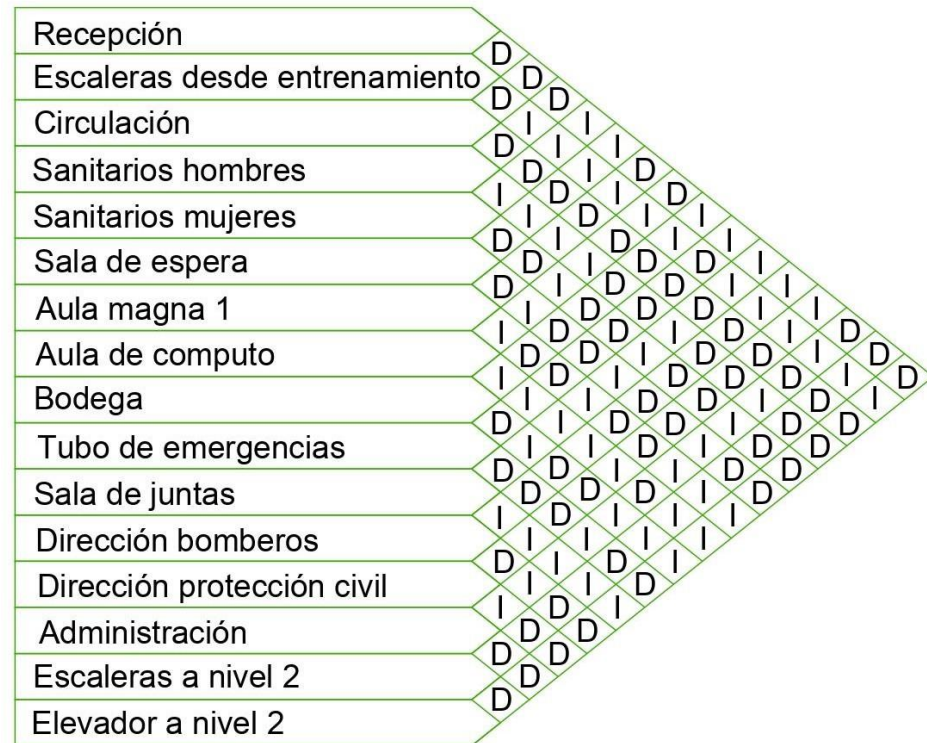 Recepción
D
Escaleras desde entrenamiento
D
D D
Circulación
I I
D I I
Sanitarios hombres
D I D
I D I D
Sanitarios mujeres
I D I I
D I D I I
Sala de espera
D I D D I
D I D D I I
Aula magna 1
I D D D I I
I D D I D I D
Aula de computo
D D I D D I D
I D I D D D I D
Bodega
I I D D I D I
D I D D I D D
Tubo de emergencias
I I D I D D
D D I I D D
Sala de juntas
D D D I D
I D I I I
Dirección bomberos
I I I I
D I D I
Dirección protección civil
I I D
I D I
Administración
D D
D D
Escaleras a nivel 2
D
D
Elevador a nivel 2